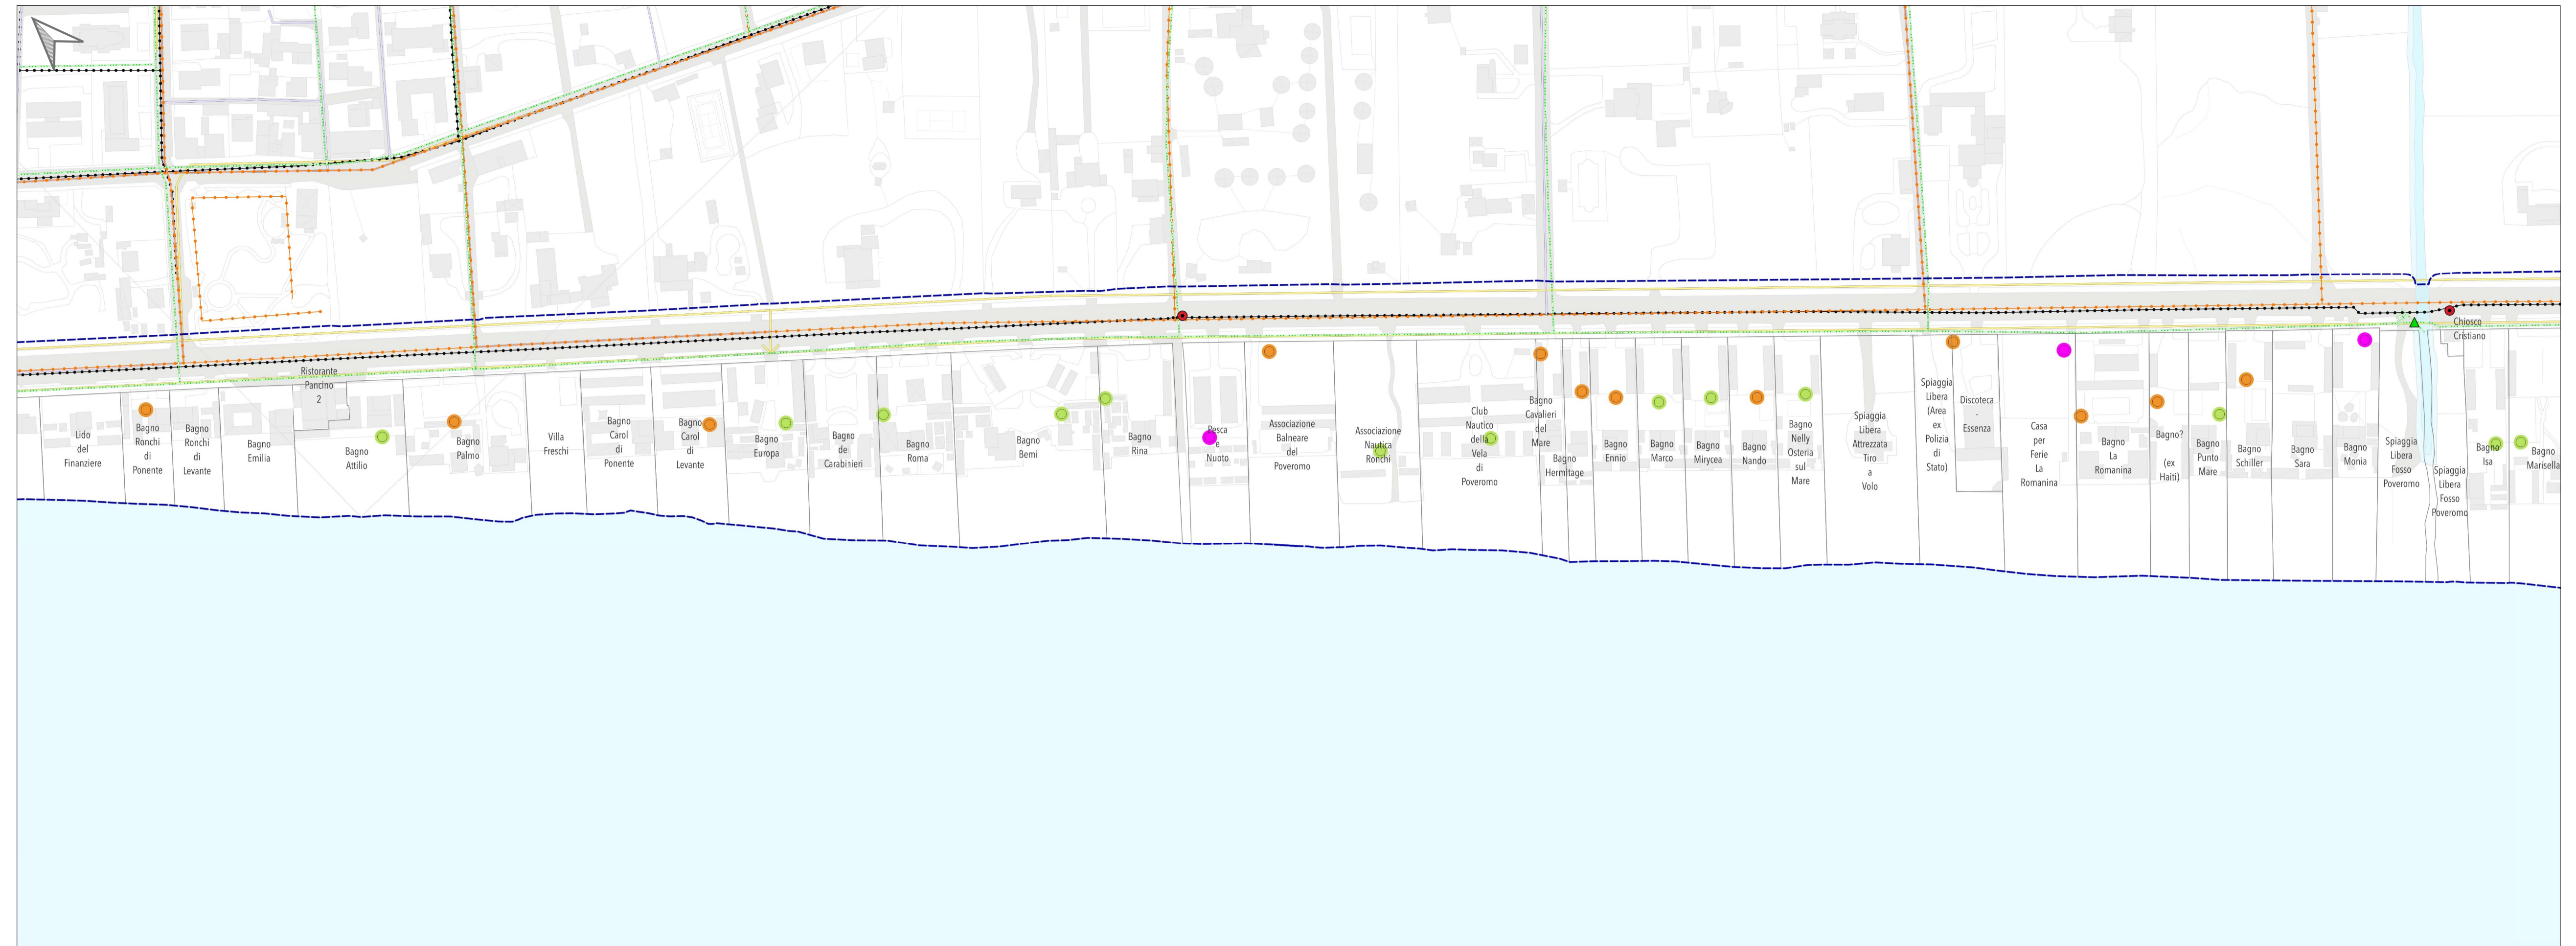 Lido
del
Finanziere
Bagno
Ronchi
di
Ponente
Bagno
Ronchi
di
Levante
Bagno
Emilia
Ristorante
Pancino
2
Bagno
Attilio
Bagno
Palmo
Villa
Freschi
Bagno
Carol
di
Ponente
Bagno
Carol
di
Levante
Bagno
Europa
Bagno
de
Carabinieri
Bagno
Roma
Bagno
Berni
Bagno
Rina
Pesca
e
Nuoto
Associazione
Balneare
del
Poveromo
Associazione
Nautica
Ronchi
Club
Nautico
della
Vela
di
Poveromo
Bagno
Cavalieri
del
Mare
Bagno
Hermitage
Bagno
Ennio
Bagno
Marco
Bagno
Mirycea
Bagno
Nando
Bagno
Nelly
Osteria
sul
Mare
Spiaggia
Libera
Attrezzata
Tiro
a
Volo
Spiaggia
Libera
(Area
ex
Polizia
di
Stato)
Discoteca
-
Essenza
Casa
per
Ferie
La
Romanina
Bagno
La
Romanina
Bagno?
(ex
Haiti)
Bagno
Punto
Mare
Bagno
Schiller
Bagno
Sara
Bagno
Monia
Spiaggia
Libera
Fosso
Poveromo
Spiaggia
Libera
Fosso
Poveromo
Chiosco
Cristiano
Bagno
Isa
Bagno
Marisella